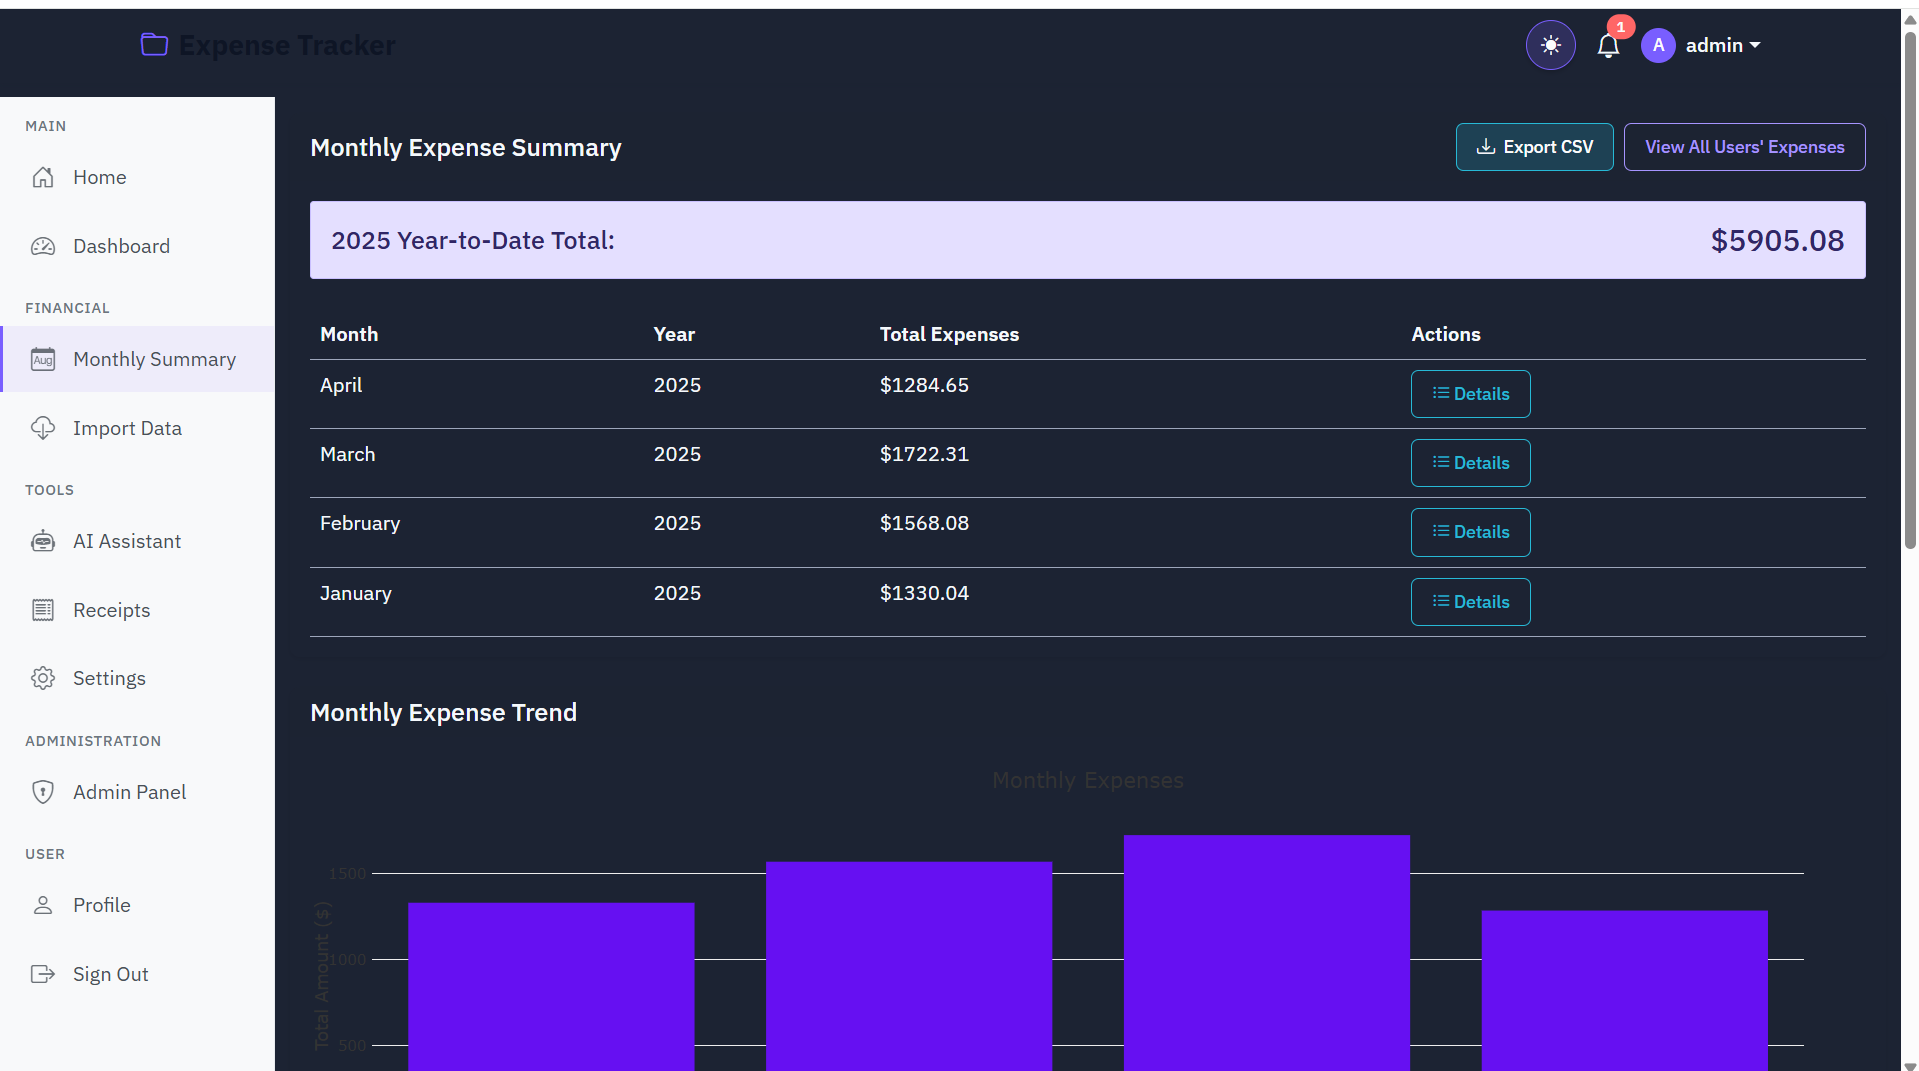 Expense Tracker
1
A
admin
MAIN
Home
Dashboard
FINANCIAL
Aug
Monthly Summary
Import Data
TOOLS
AI Assistant
Receipts
Settings
ADMINISTRATION
Admin Panel
USER
Profile
Sign Out
Monthly Expense Summary
Export CSV
View All Users' Expenses
2025 Year-to-Date Total: $5905.08
Month Year Total Expenses Actions
April 2025 $1284.65 Details
March 2025 $1722.31 Details
February 2025 $1568.08 Details
January 2025 $1330.04 Details
Monthly Expense Trend
Monthly Expenses
Total Amount ($)
1500
1000
500